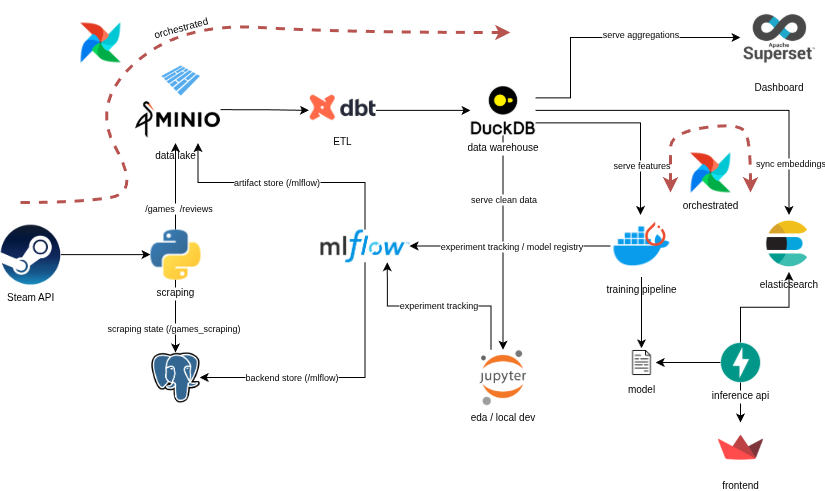 orchestrated
Apache
Superset™
Dashboard
serve aggregations
MINIO
data lake
dbt
ETL
DuckDB
data warehouse
serve features
orchestrated
sync embeddings
artifact store (/mlflow)
serve clean data
/games /reviews
Steam API
scraping
mlflow™
experiment tracking / model registry
training pipeline
elasticsearch
experiment tracking
scraping state (/games_scraping)
backend store (/mlflow)
jupyter
eda / local dev
model
inference api
frontend